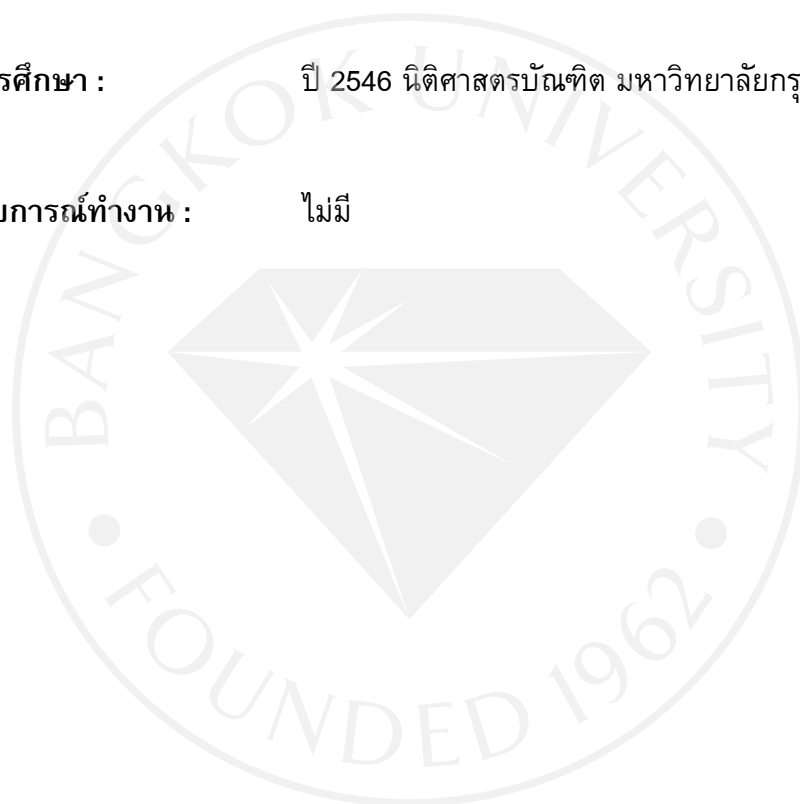 รศึกษา : ปี 2546 นิติศาสตรบัณฑิต มหาวิทยาลัยกรุ
บการณ์ทำงาน : ไม่มี
BANGKOK UNIVERSITY
FOUNDED 1962